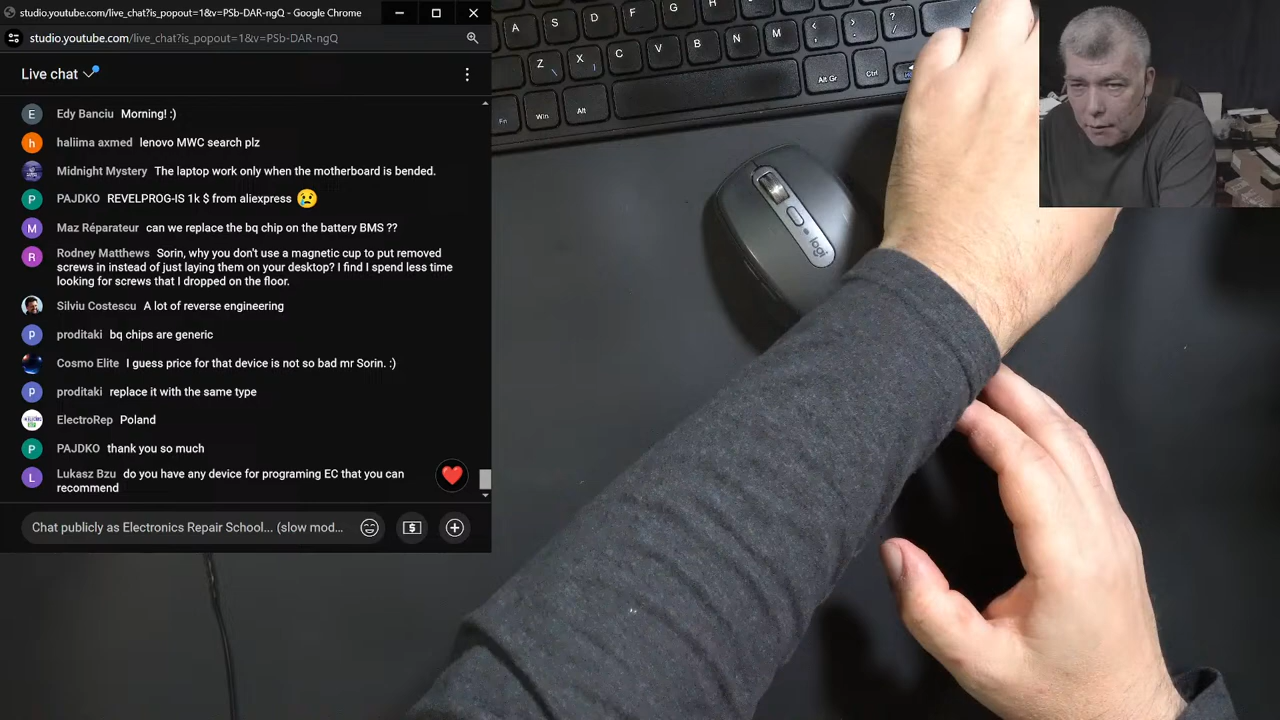 studio.youtube.com/live_chat?is_popout=1&v=PSb-DAR-ngQ - Google Chrome
studio.youtube.com/live_chat?is_popout=1&v=PSb-DAR-ngQ
Live chat
E Edy Banciu Morning! :)
h haliima axmed lenovo MWC search plz
Midnight Mystery The laptop work only when the motherboard is bended.
P PAJDKO REVELPROG-IS 1k $ from aliexpress 😢
M Maz Réparateur can we replace the bq chip on the battery BMS ??
R Rodney Matthews Sorin, why you don't use a magnetic cup to put removed
screws in instead of just laying them on your desktop? I find I spend less time
looking for screws that I dropped on the floor.
Silviu Costescu A lot of reverse engineering
p proditaki bq chips are generic
Cosmo Elite I guess price for that device is not so bad mr Sorin. :)
p proditaki replace it with the same type
ElectroRep Poland
P PAJDKO thank you so much
L Lukasz Bzu do you have any device for programing EC that you can
recommend
Chat publicly as Electronics Repair School... (slow mod...
A S D F G H
Z X C V B N M ?
Fn Win Alt Alt Gr Ctrl
logi